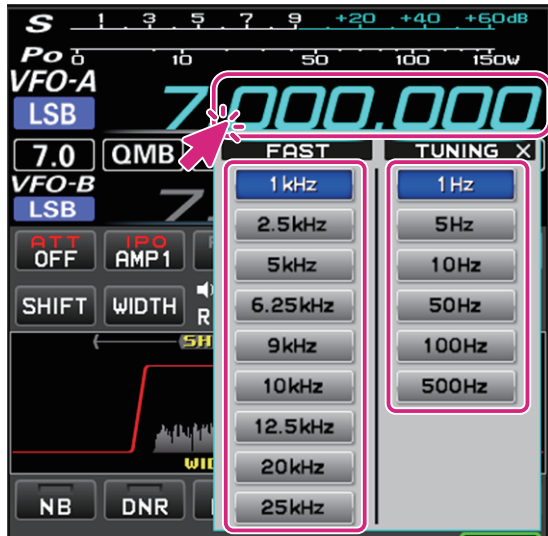 S 1 3 5 7 9 +20 +40 +60dB
Po 0 10 50 100 150W
VFO-A
LSB
7.000.000
7.0 QMB
VFO-B
LSB
7.
ATT
OFF
IPO
AMP1
SHIFT WIDTH R
NB DNR
FAST
1kHz
2.5kHz
5kHz
6.25kHz
9kHz
10kHz
12.5kHz
20kHz
25kHz
TUNING X
1Hz
5Hz
10Hz
50Hz
100Hz
500Hz